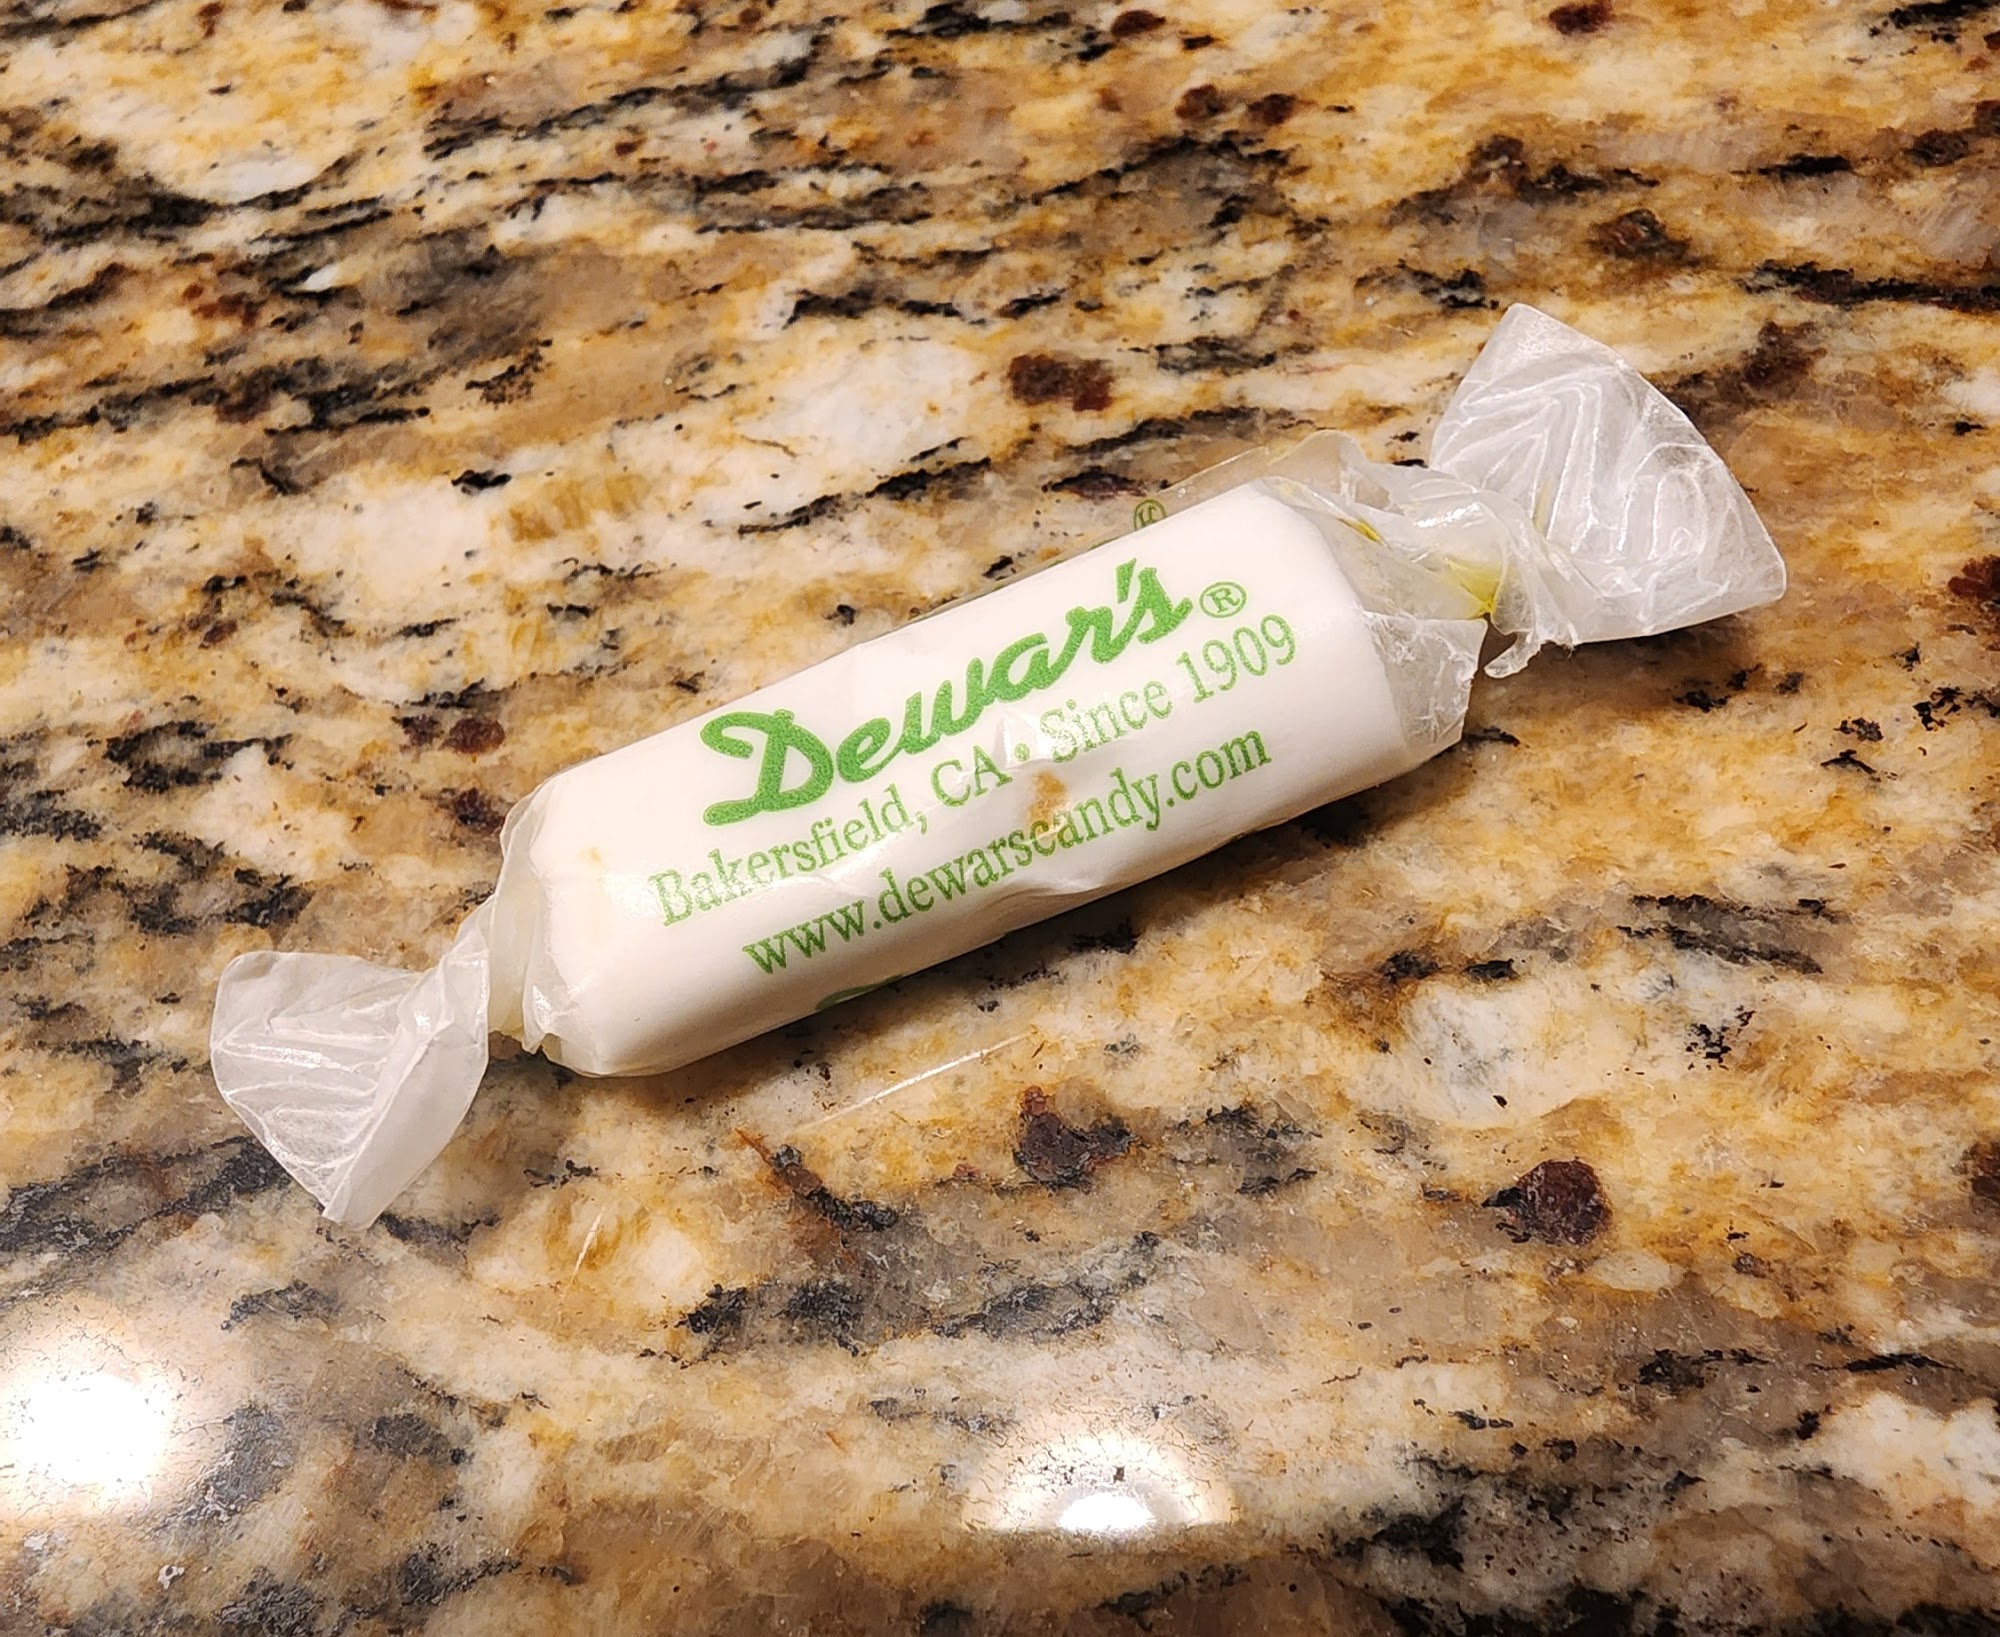 Dewar's®
Bakersfield, CA • Since 1909
www.dewarscandy.com
®